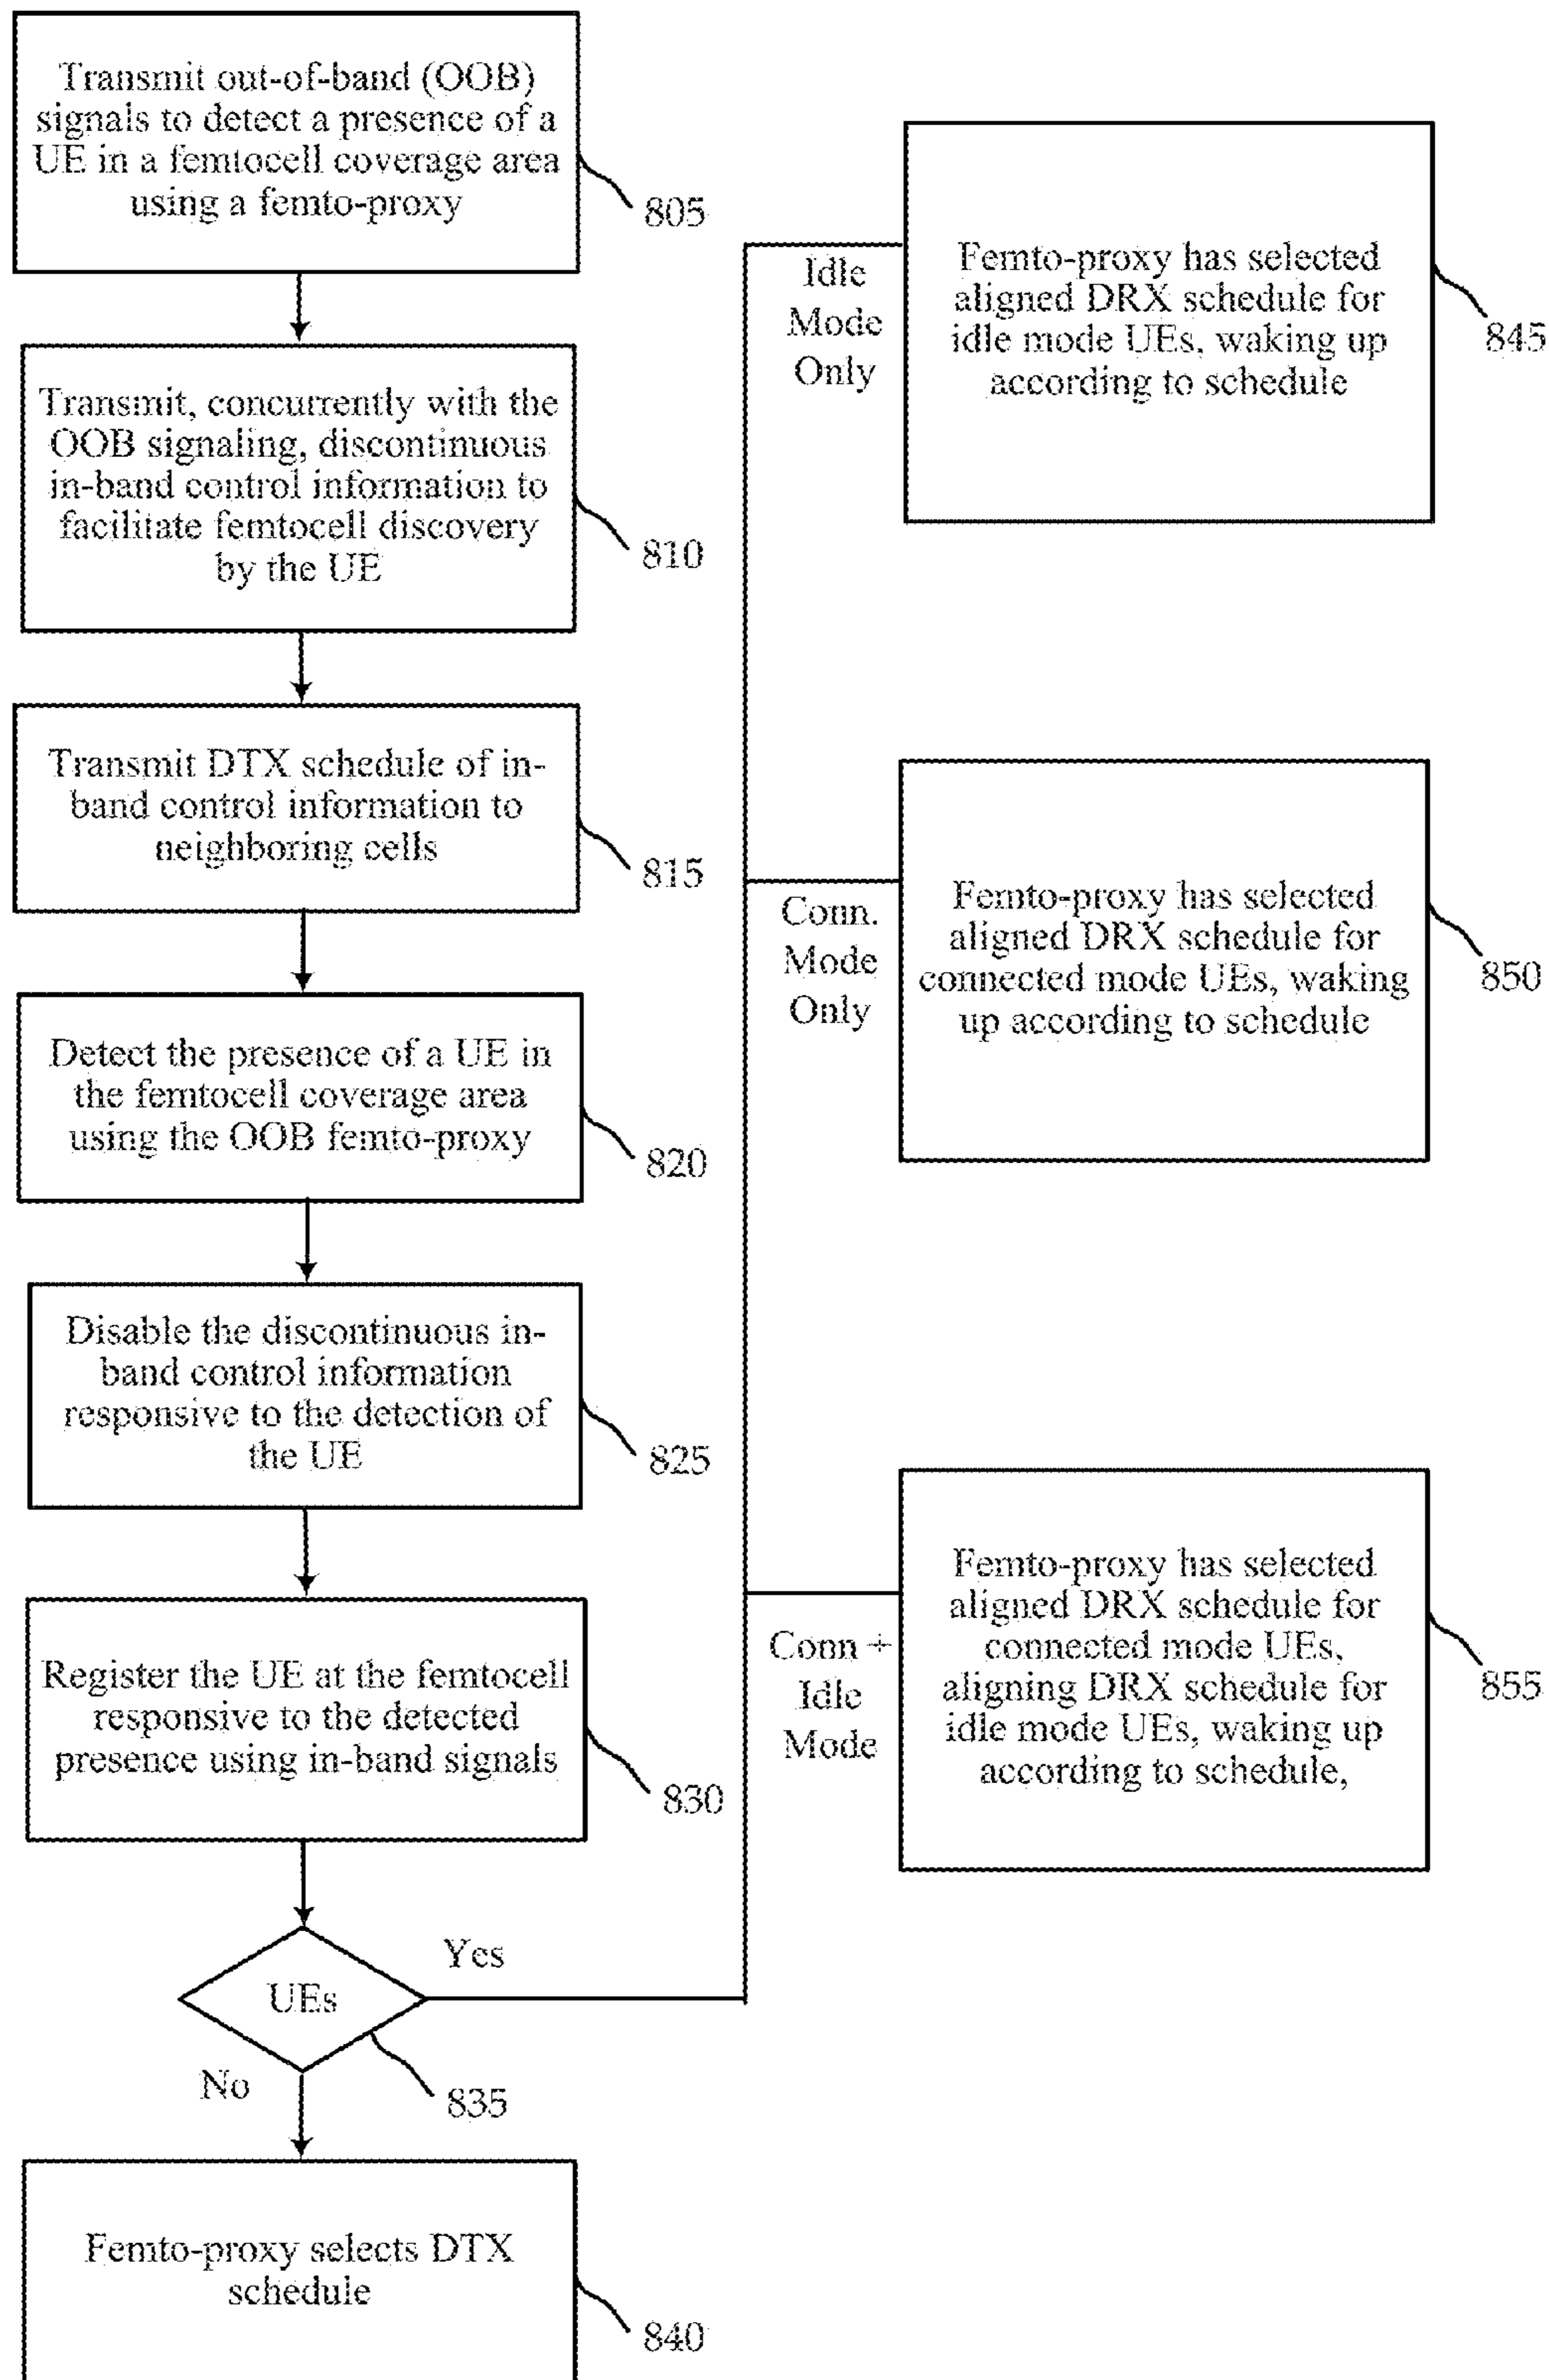 Transmit out-of-band (OOB)
signals to detect a presence of a
UE in a femtocell coverage area
using a femto-proxy
805
Transmit, concurrently with the
OOB signaling, discontinuous
in-band control information to
facilitate femtocell discovery
by the UE
810
Transmit DTX schedule of in-
band control information to
neighboring cells
815
Detect the presence of a UE in
the femtocell coverage area
using the OOB femto-proxy
820
Disable the discontinuous in-
band control information
responsive to the detection of
the UE
825
Register the UE at the femtocell
responsive to the detected
presence using in-band signals
830
UEs
Yes
No
835
Femto-proxy selects DTX
schedule
840
Idle
Mode
Only
Femto-proxy has selected
aligned DRX schedule for
idle mode UEs, waking up
according to schedule
845
Conn.
Mode
Only
Femto-proxy has selected
aligned DRX schedule for
connected mode UEs, waking
up according to schedule
850
Conn +
Idle
Mode
Femto-proxy has selected
aligned DRX schedule for
connected mode UEs,
aligning DRX schedule for
idle mode UEs, waking up
according to schedule,
855